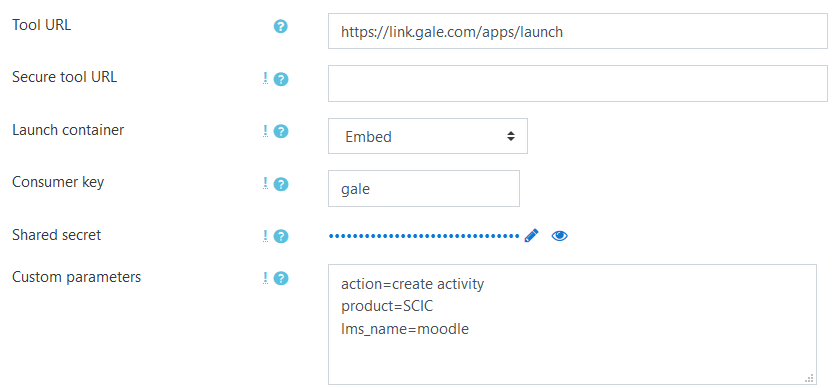 Tool URL
https://link.gale.com/apps/launch
Secure tool URL
Launch container
Embed
Consumer key
gale
Shared secret
Custom parameters
action=create activity
product=SCIC
lms_name=moodle